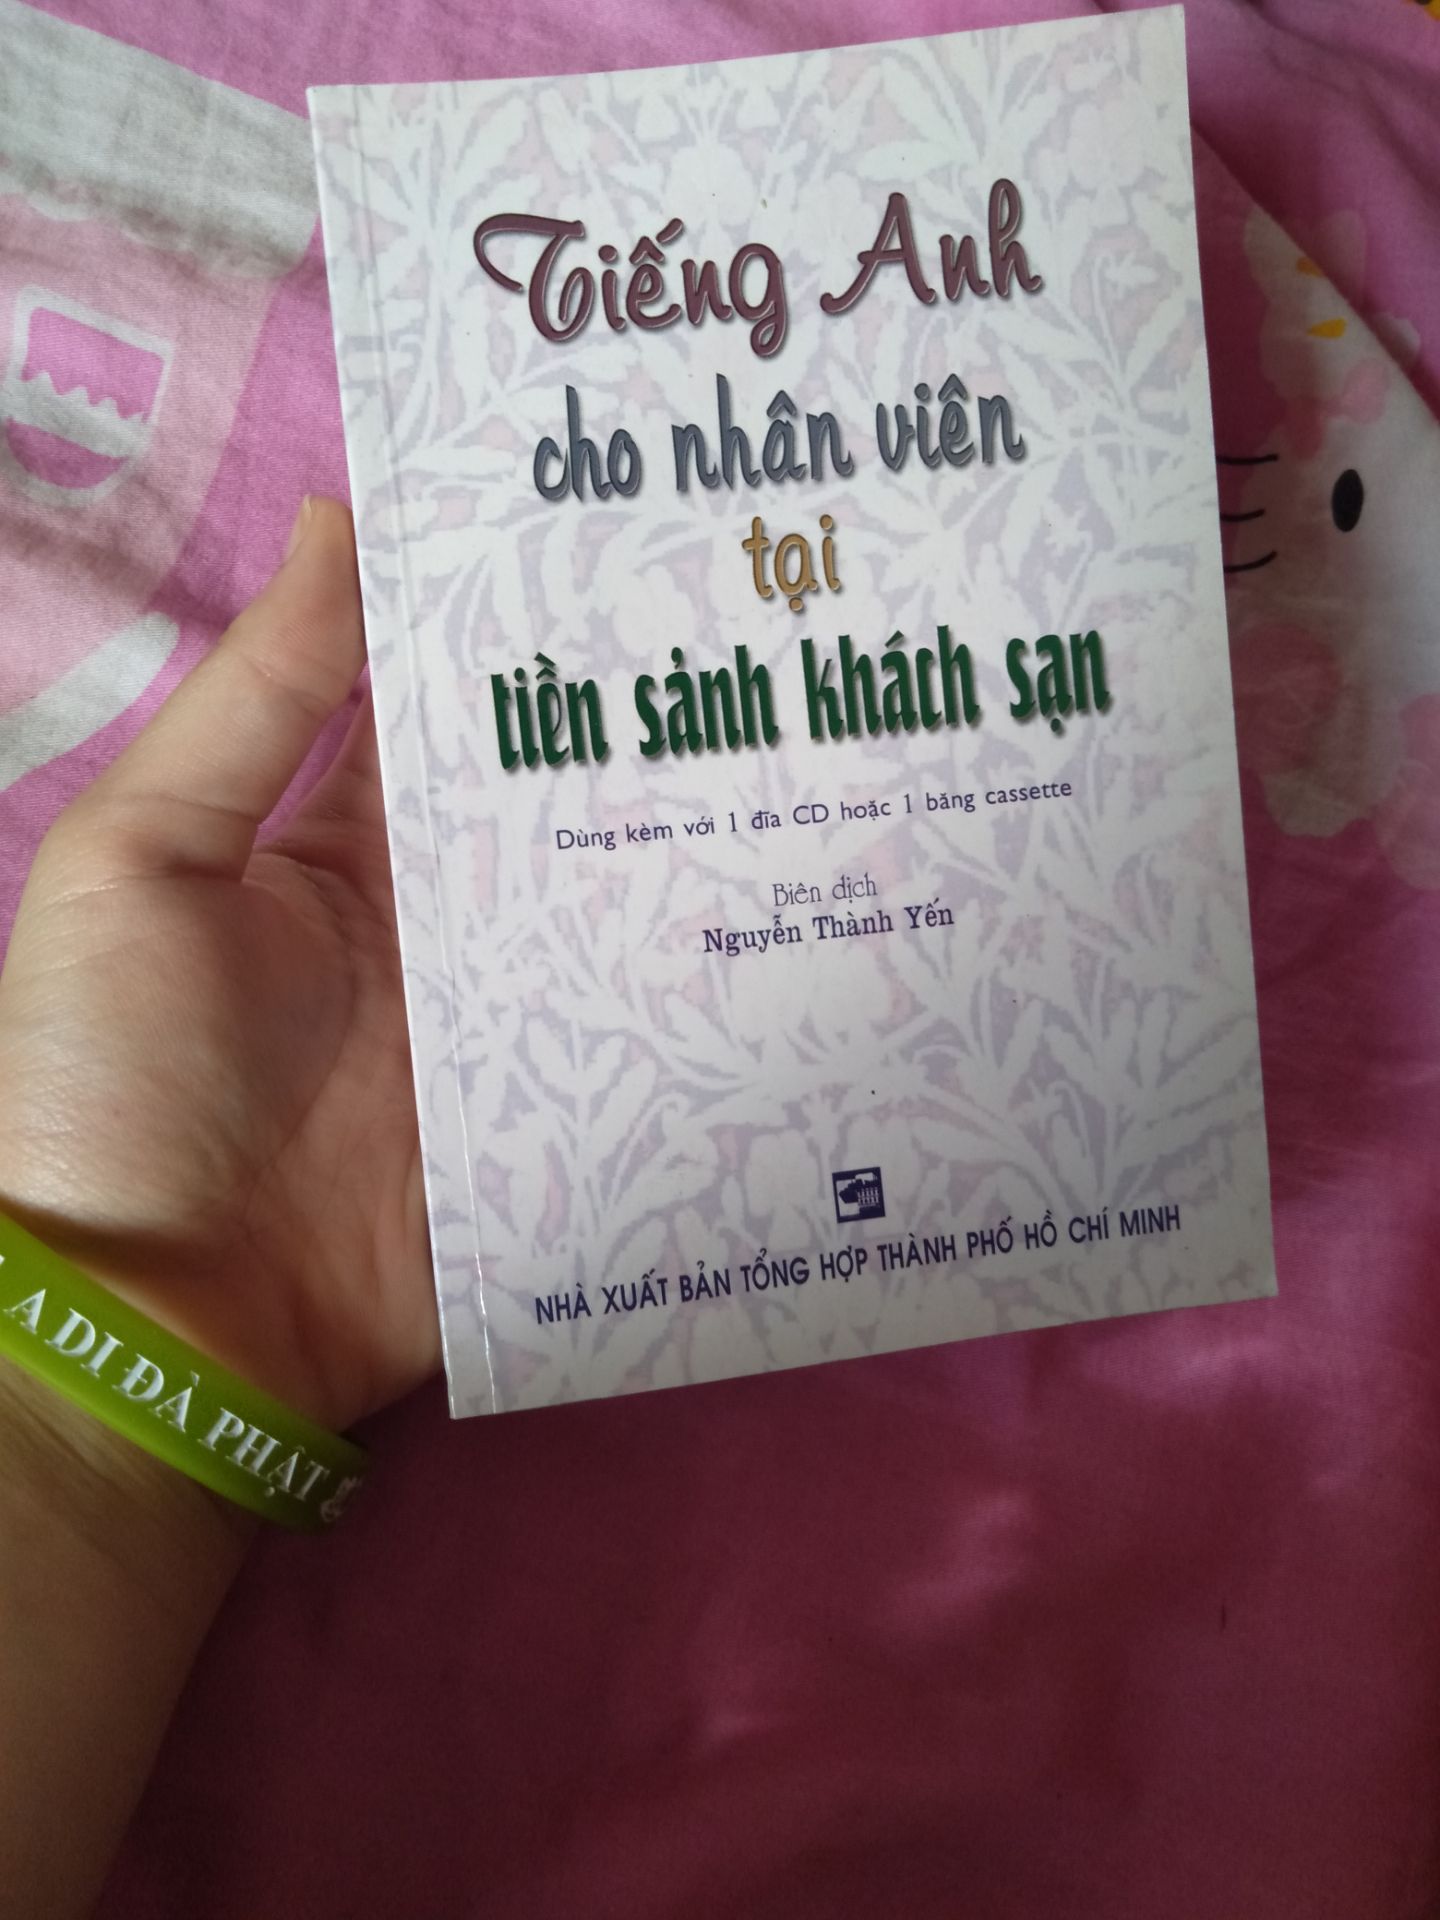 Tiếng Anh
cho nhân viên
tại
tiền sảnh khách sạn
Dùng kèm với 1 đĩa CD hoặc 1 băng cassette
Biên dịch
Nguyễn Thành Yến
NHÀ XUẤT BẢN TỔNG HỢP THÀNH PHỐ HỒ CHÍ MINH
A DI ĐÀ PHẬT